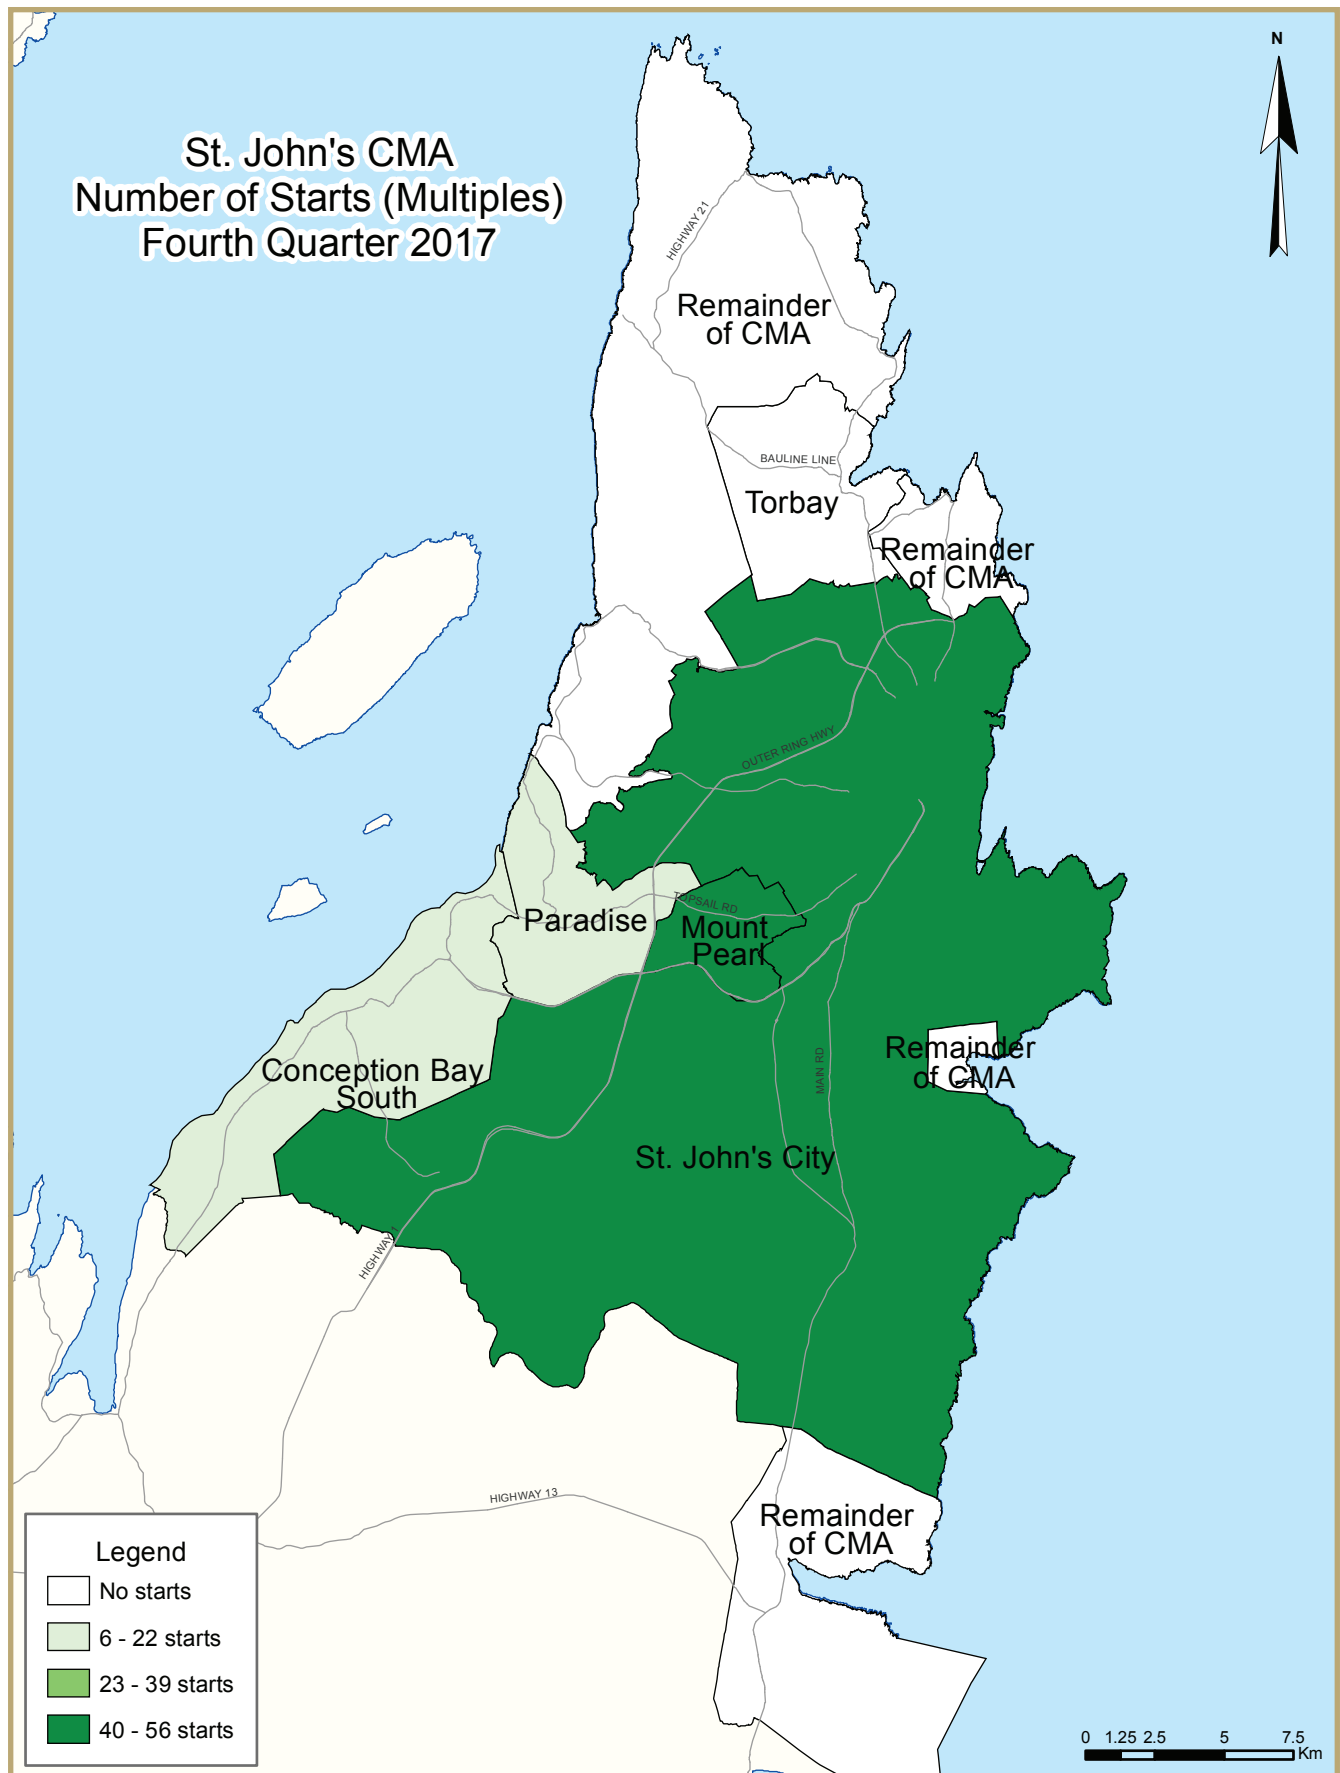 St. John's CMA
Number of Starts (Multiples)
Fourth Quarter 2017
N
HIGHWAY 21
Remainder
of CMA
BAULINE LINE
Torbay
Remainder
of CMA
OUTER RING HWY
TOPSAIL RD
Paradise
Mount
Pearl
Remainder
of CMA
MAIN RD
Conception Bay
South
St. John's City
HIGHWAY 1
HIGHWAY 13
Remainder
of CMA
Legend
No starts
6 - 22 starts
23 - 39 starts
40 - 56 starts
0 1.25 2.5 5 7.5
Km